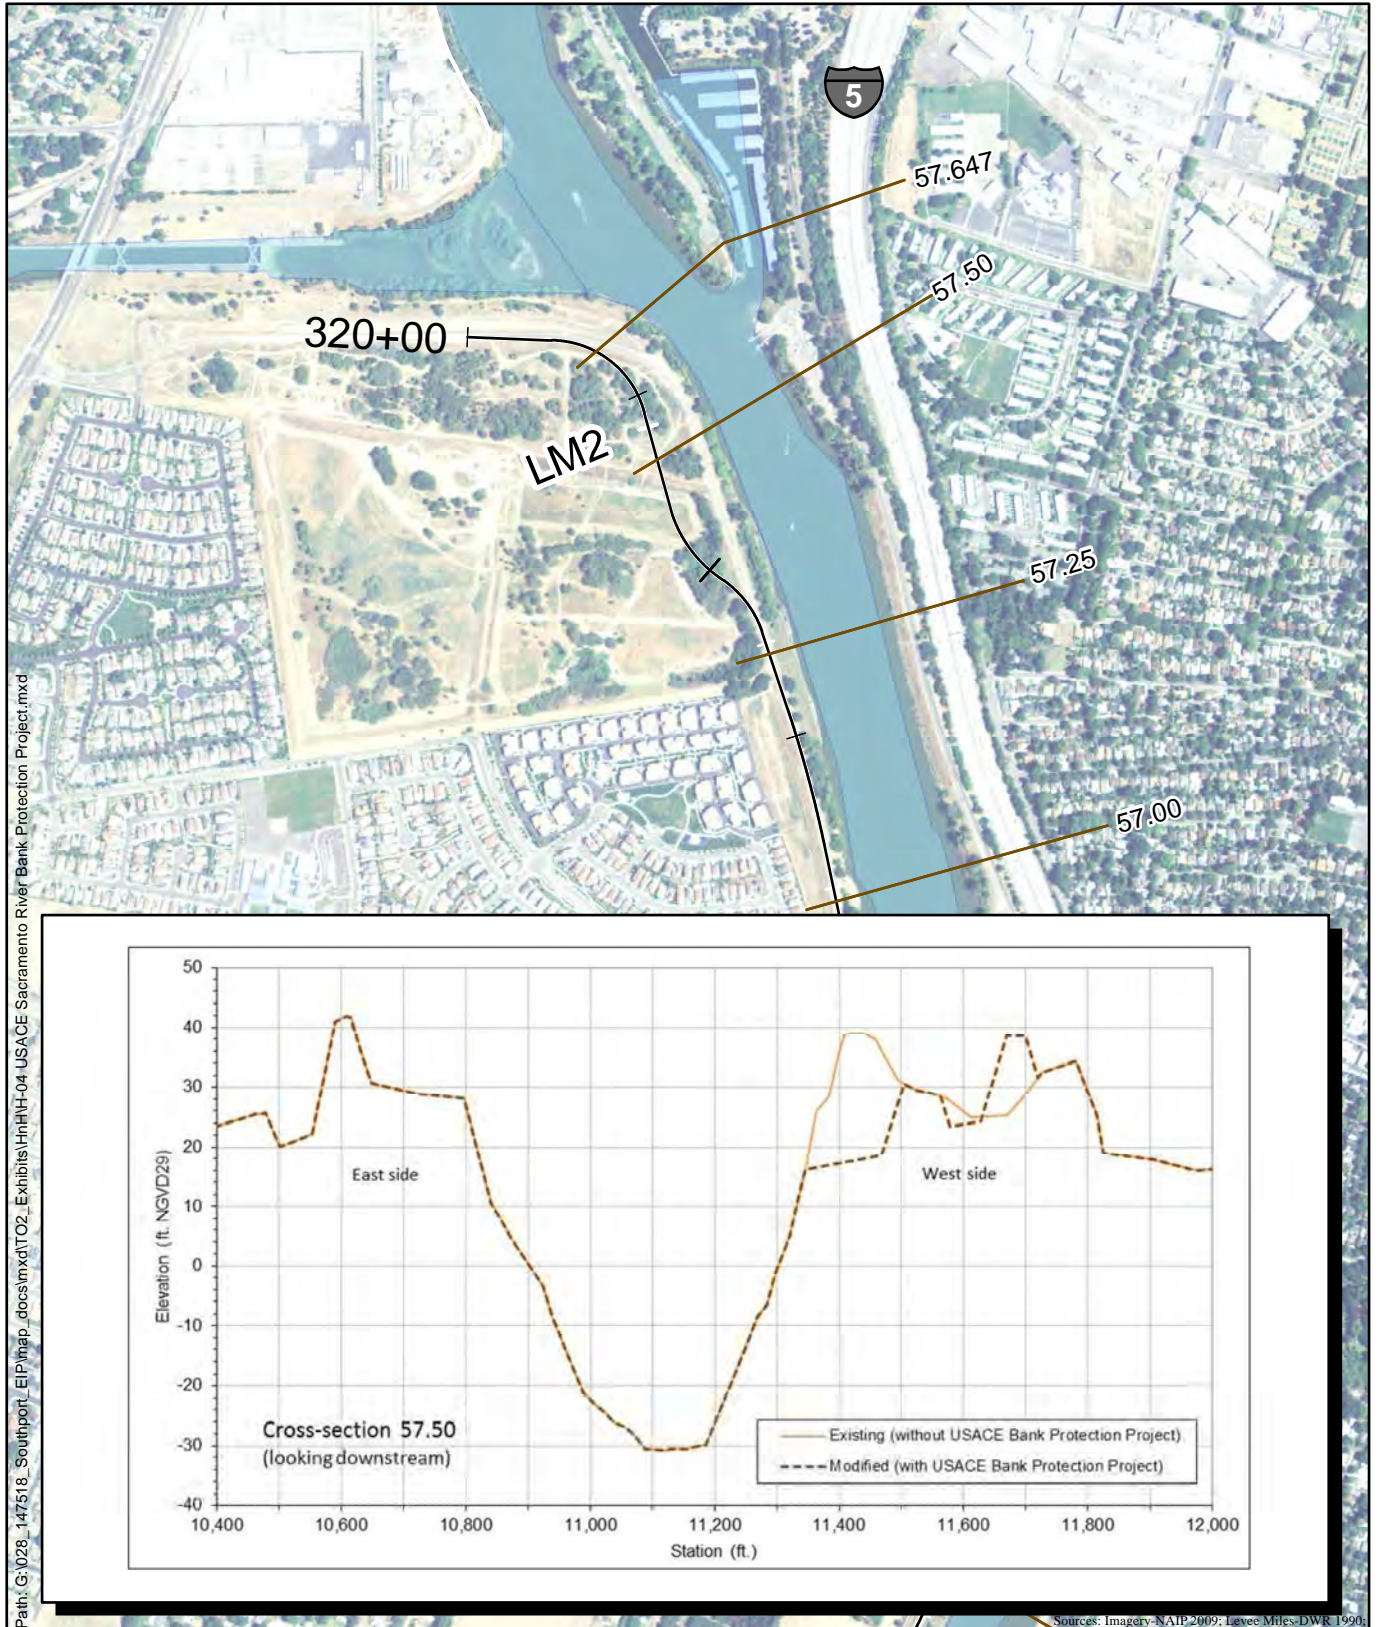 5
57.647
57.50
320+00
LM2
57.25
57.00
Path: G:\028_147518_Southport_EIP\map_docs\mxd\TO2_Exhibits\HnH\H-04 USACE Sacramento River Bank Protection Project.mxd
50
40
30
20
10
0
-10
-20
-30
-40
Elevation (ft. NGVD29)
East side
West side
Cross-section 57.50
(looking downstream)
Existing (without USACE Bank Protection Project)
Modified (with USACE Bank Protection Project)
10,400 10,600 10,800 11,000 11,200 11,400 11,600 11,800 12,000
Station (ft.)
Sources: Imagery-NAIP 2009; Levee Miles-DWR 1990;